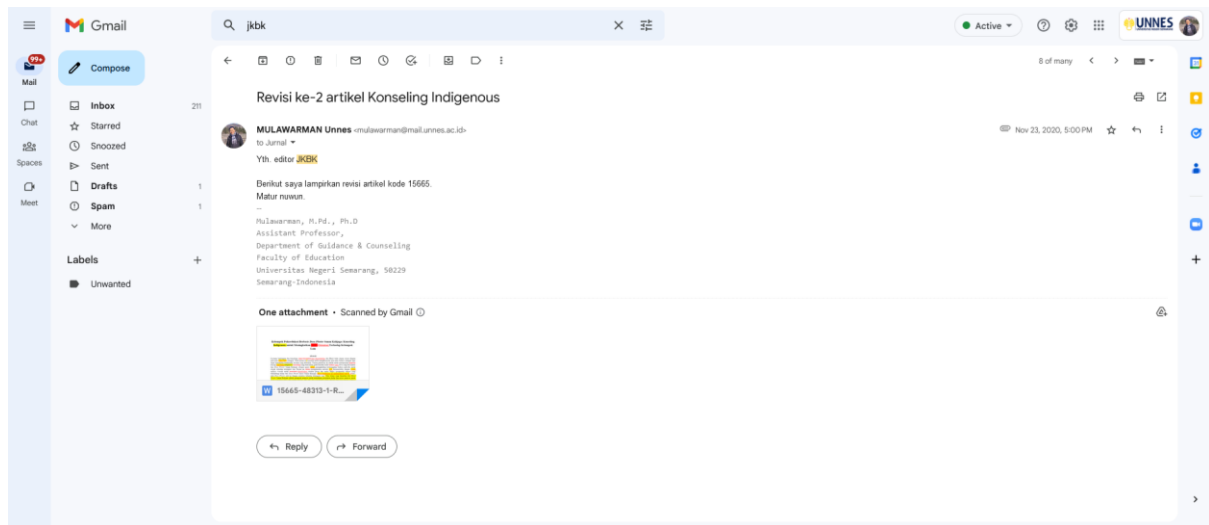 Gmail
jkbk
Active
UNNES
99+
Mail
Compose
8 of many
Chat
Inbox 211
Starred
Spaces
Snoozed
Sent
Meet
Drafts 1
Spam 1
More
Labels
Unwanted
Revisi ke-2 artikel Konseling Indigenous
MULAWARMAN Unnes <mulawarman@mail.unnes.ac.id>
Nov 23, 2020, 5:00 PM
to Jurnal
Yth. editor JKBK
Berikut saya lampirkan revisi artikel kode 15665.
Matur nuwun.
--
Mulawarman, M.Pd., Ph.D
Assistant Professor,
Department of Guidance & Counseling
Faculty of Education
Universitas Negeri Semarang, 50229
Semarang-Indonesia
One attachment • Scanned by Gmail
W 15665-48313-1-R...
Reply
Forward